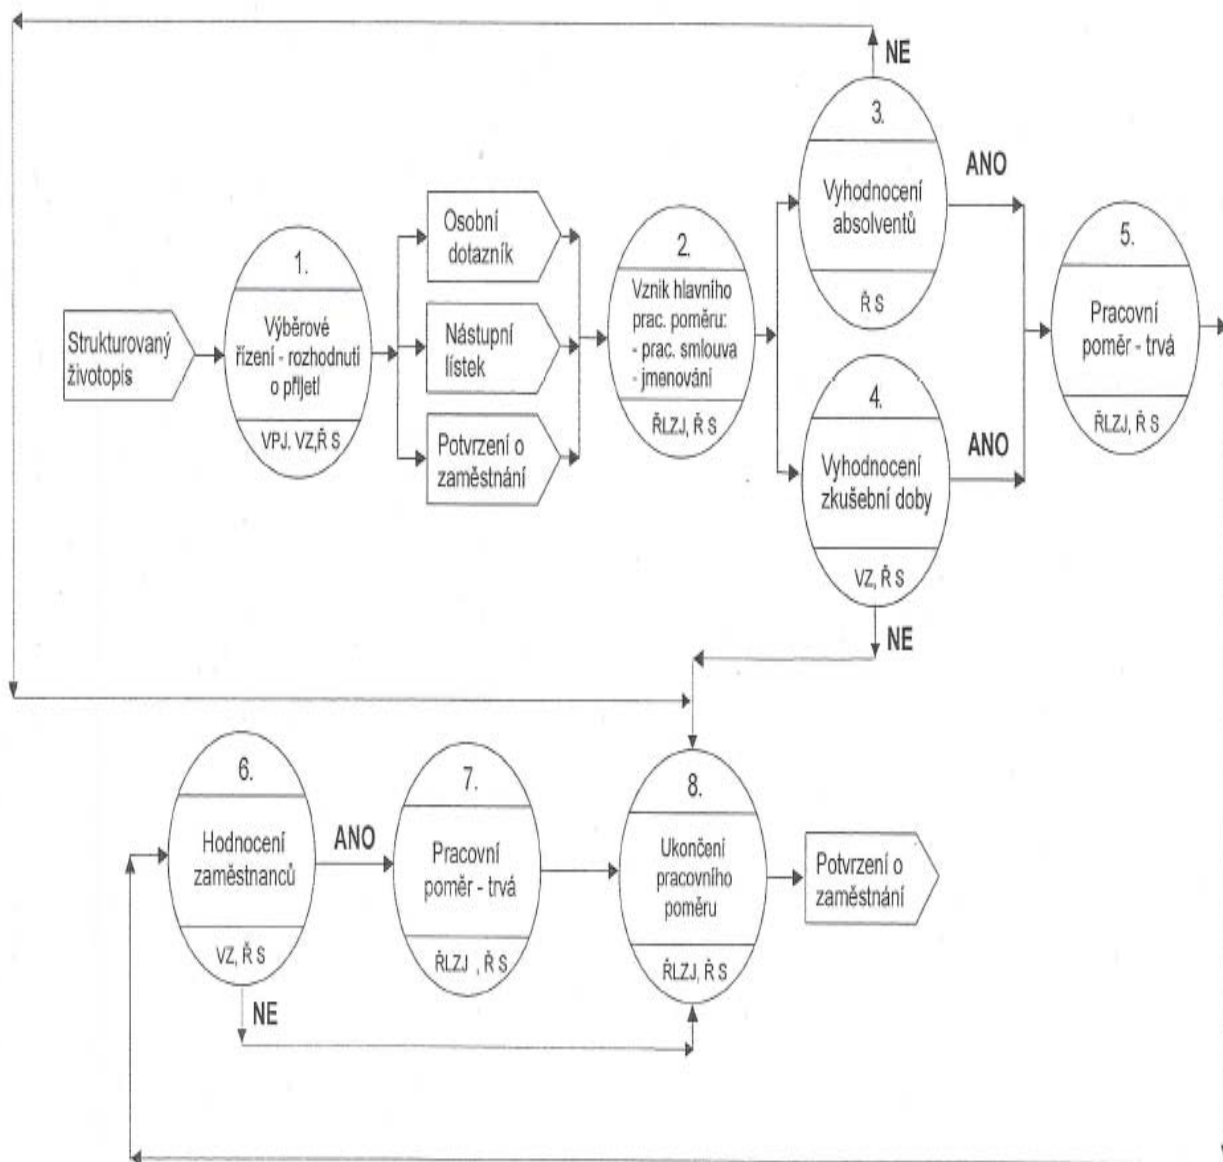 NE
3.
Vyhodnocení
absolventů
Ř S
ANO
Strukturovaný
životopis
1.
Výběrové
řízení - rozhodnutí
o přijetí
VPJ. VZ,Ř S
Osobní
dotazník
Nástupní
lístek
Potvrzení o
zaměstnání
2.
Vznik hlavního
prac. poměru:
- prac. smlouva
- jmenování
ŘLZJ, Ř S
4.
Vyhodnocení
zkušební doby
VZ, Ř S
ANO
NE
5.
Pracovní
poměr - trvá
ŘLZJ, Ř S
6.
Hodnocení
zaměstnanců
VZ, Ř S
ANO
NE
7.
Pracovní
poměr - trvá
ŘLZJ , Ř S
8.
Ukončení
pracovního
poměru
ŘLZJ, Ř S
Potvrzení o
zaměstnání